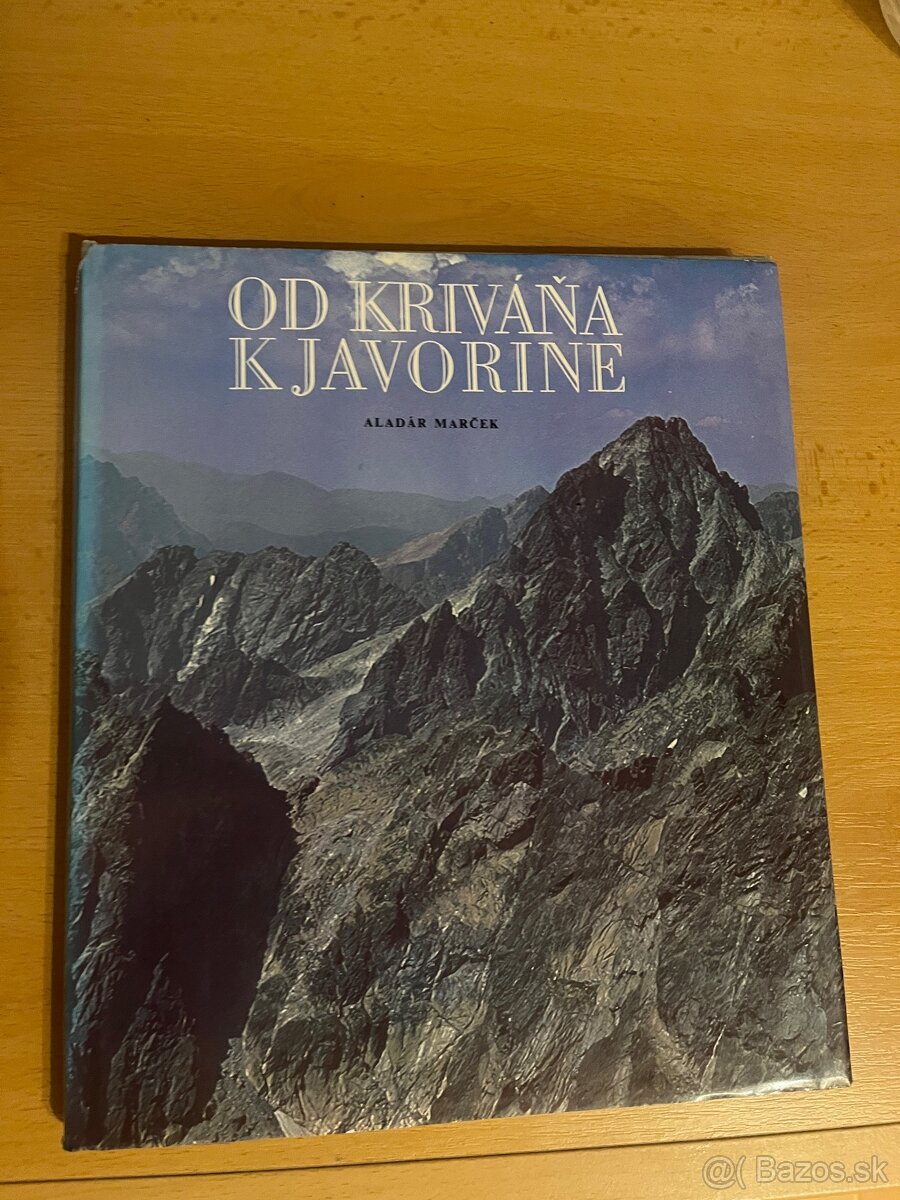 OD KRIVÁŇA
K JAVORINE
ALADÁR MARČEK
@( Bazos.sk